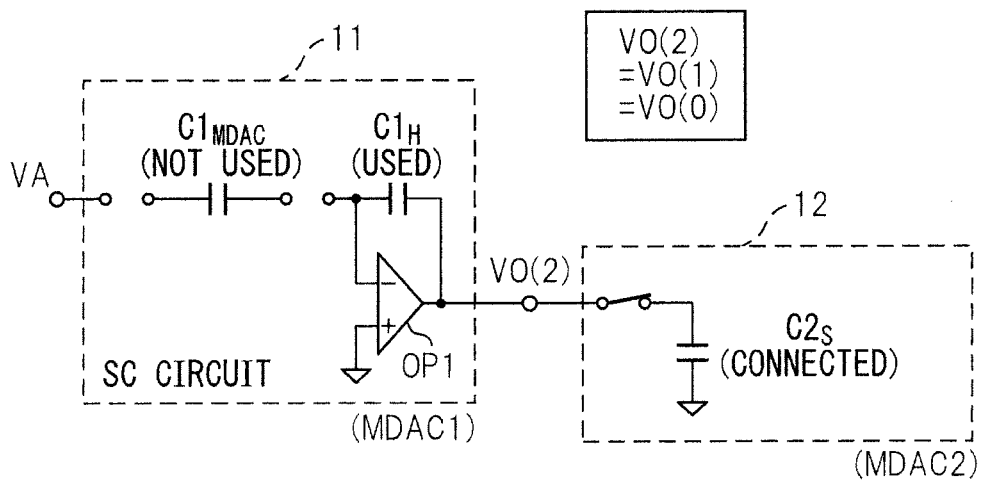 11
VO(2)
=VO(1)
=VO(0)
C1MDAC
(NOT USED)
C1H
(USED)
VA
12
VO(2)
−
+
OP1
C2S
(CONNECTED)
SC CIRCUIT
(MDAC1)
(MDAC2)